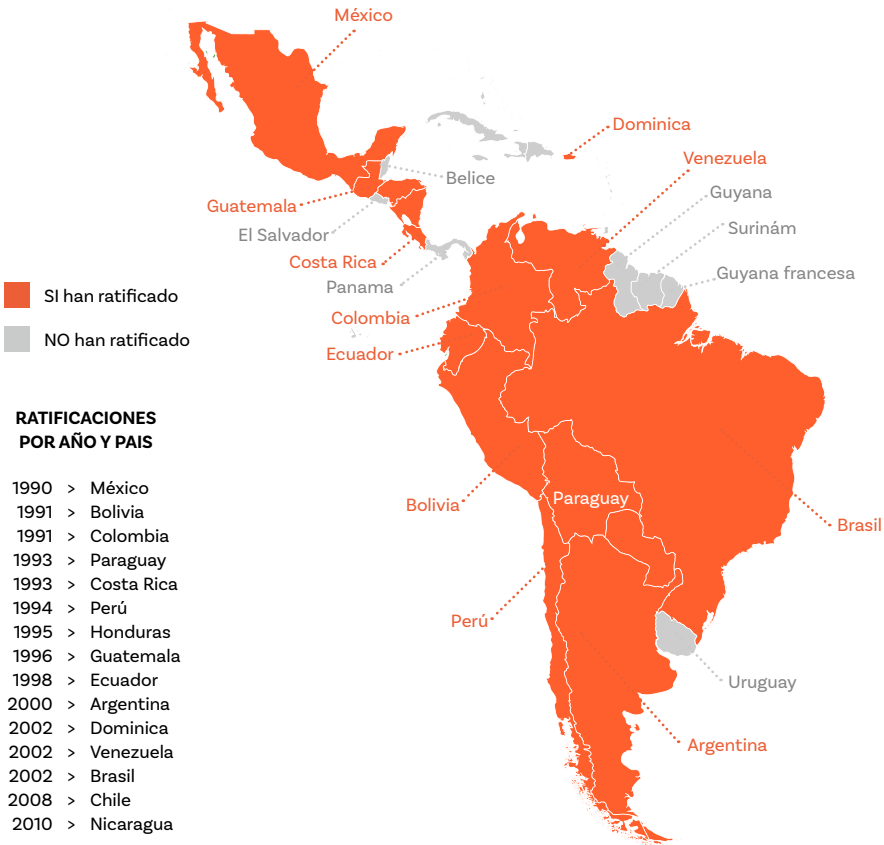 México
Dominica
Venezuela
Belice
Guyana
Guatemala
Surinám
El Salvador
Costa Rica
Guyana francesa
Panama
SI han ratificado
Colombia
NO han ratificado
Ecuador
RATIFICACIONES
POR AÑO Y PAIS
1990 > México
1991 > Bolivia
1991 > Colombia
1993 > Paraguay
1993 > Costa Rica
1994 > Perú
1995 > Honduras
1996 > Guatemala
1998 > Ecuador
2000 > Argentina
2002 > Dominica
2002 > Venezuela
2002 > Brasil
2008 > Chile
2010 > Nicaragua
Bolivia
Paraguay
Brasil
Perú
Uruguay
Argentina